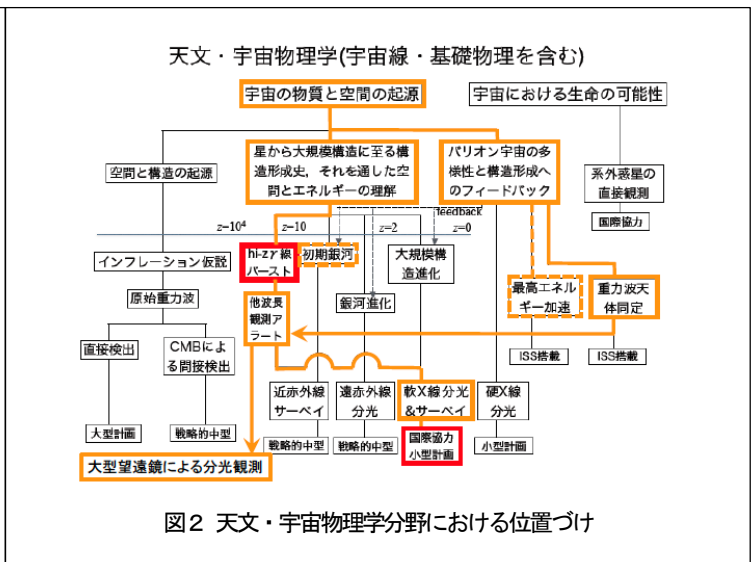 天文・宇宙物理学(宇宙線・基礎物理を含む)
宇宙の物質と空間の起源
宇宙における生命の可能性
空間と構造の起源
星から大規模構造に至る構
造形成史，それを通した空
間とエネルギーの理解
バリオン宇宙の多
様性と構造形成へ
のフィードバック
系外惑星の
直接観測
国際協力
feedback
z=10⁴
z=10
z=2
z=0
インフレーション仮説
hi-zγ線
バースト
初期銀河
大規模構
造進化
原始重力波
他波長
観測ア
ラート
銀河進化
最高エネル
ギー加速
重力波天
体同定
直接検出
CMBによ
る間接検出
ISS搭載
ISS搭載
近赤外線
サーベイ
遠赤外線
分光
軟X線分光
&サーベイ
硬X線
分光
大型計画
戦略的中型
戦略的中型
戦略的中型
国際協力
小型計画
小型計画
大型望遠鏡による分光観測
図2 天文・宇宙物理学分野における位置づけ